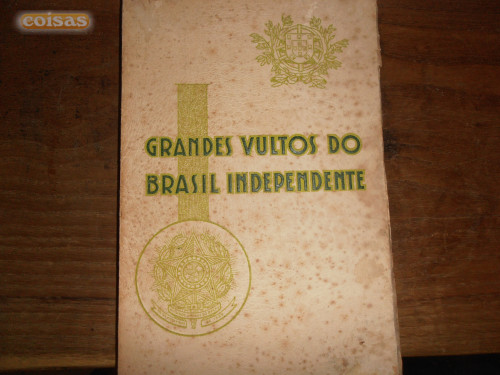 coisas
GRANDES VULTOS DO
BRASIL INDEPENDENTE